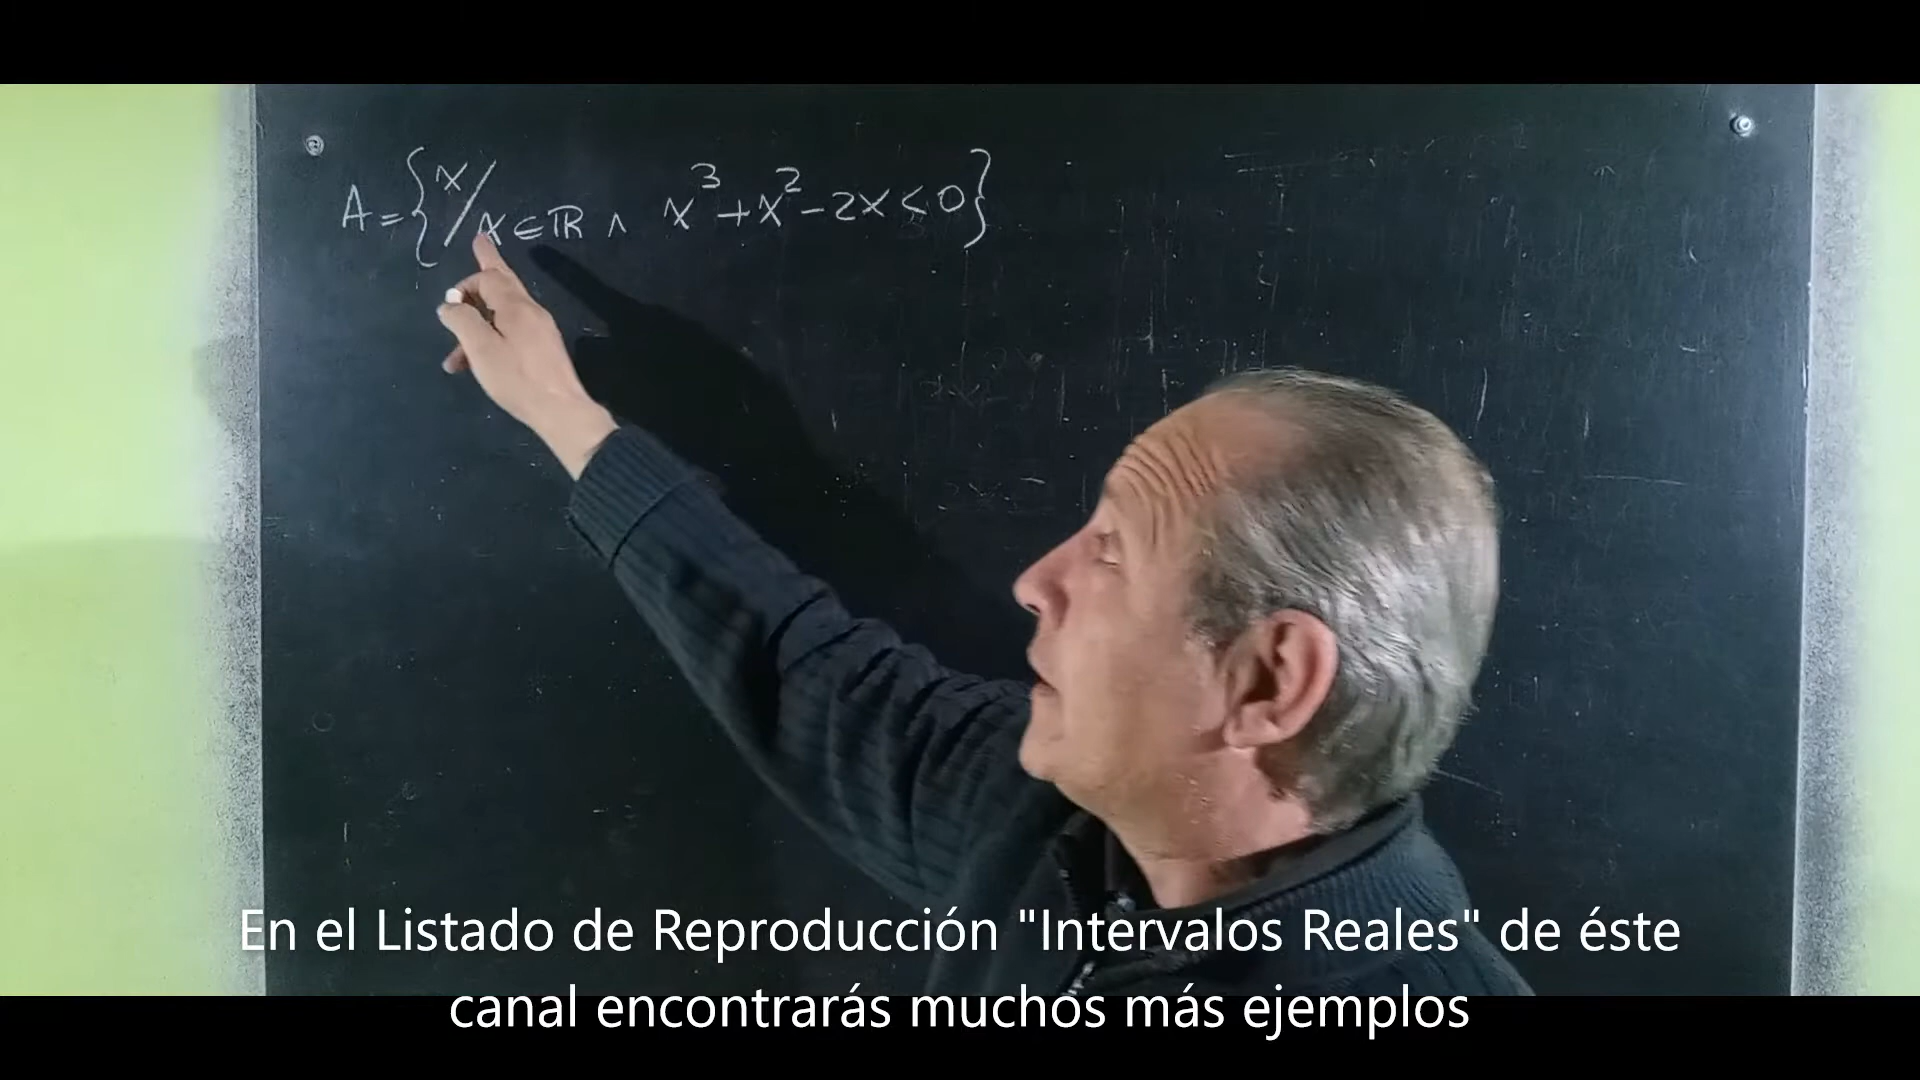 A={x/x∈ℝ ∧ x³+x²-2x<0}
En el Listado de Reproducción "Intervalos Reales" de éste
canal encontrarás muchos más ejemplos